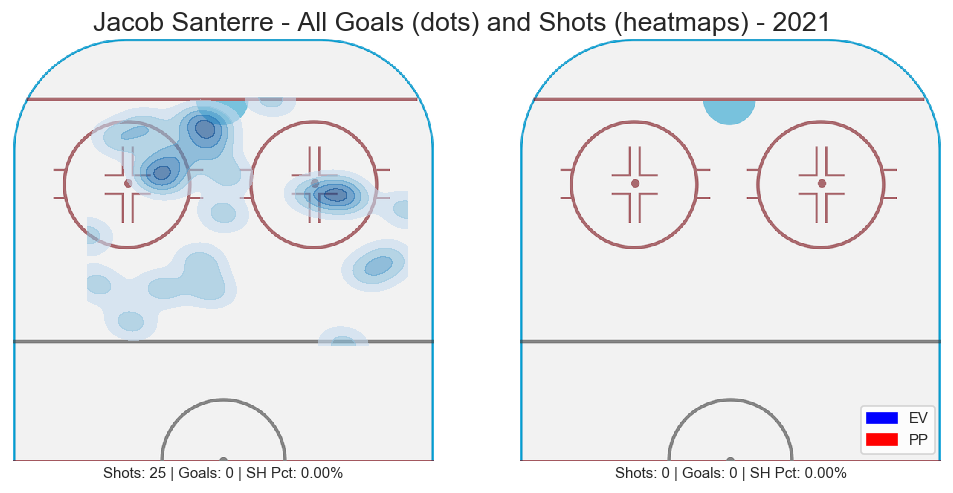 Jacob Santerre - All Goals (dots) and Shots (heatmaps) - 2021
EV
PP
Shots: 25 | Goals: 0 | SH Pct: 0.00%
Shots: 0 | Goals: 0 | SH Pct: 0.00%